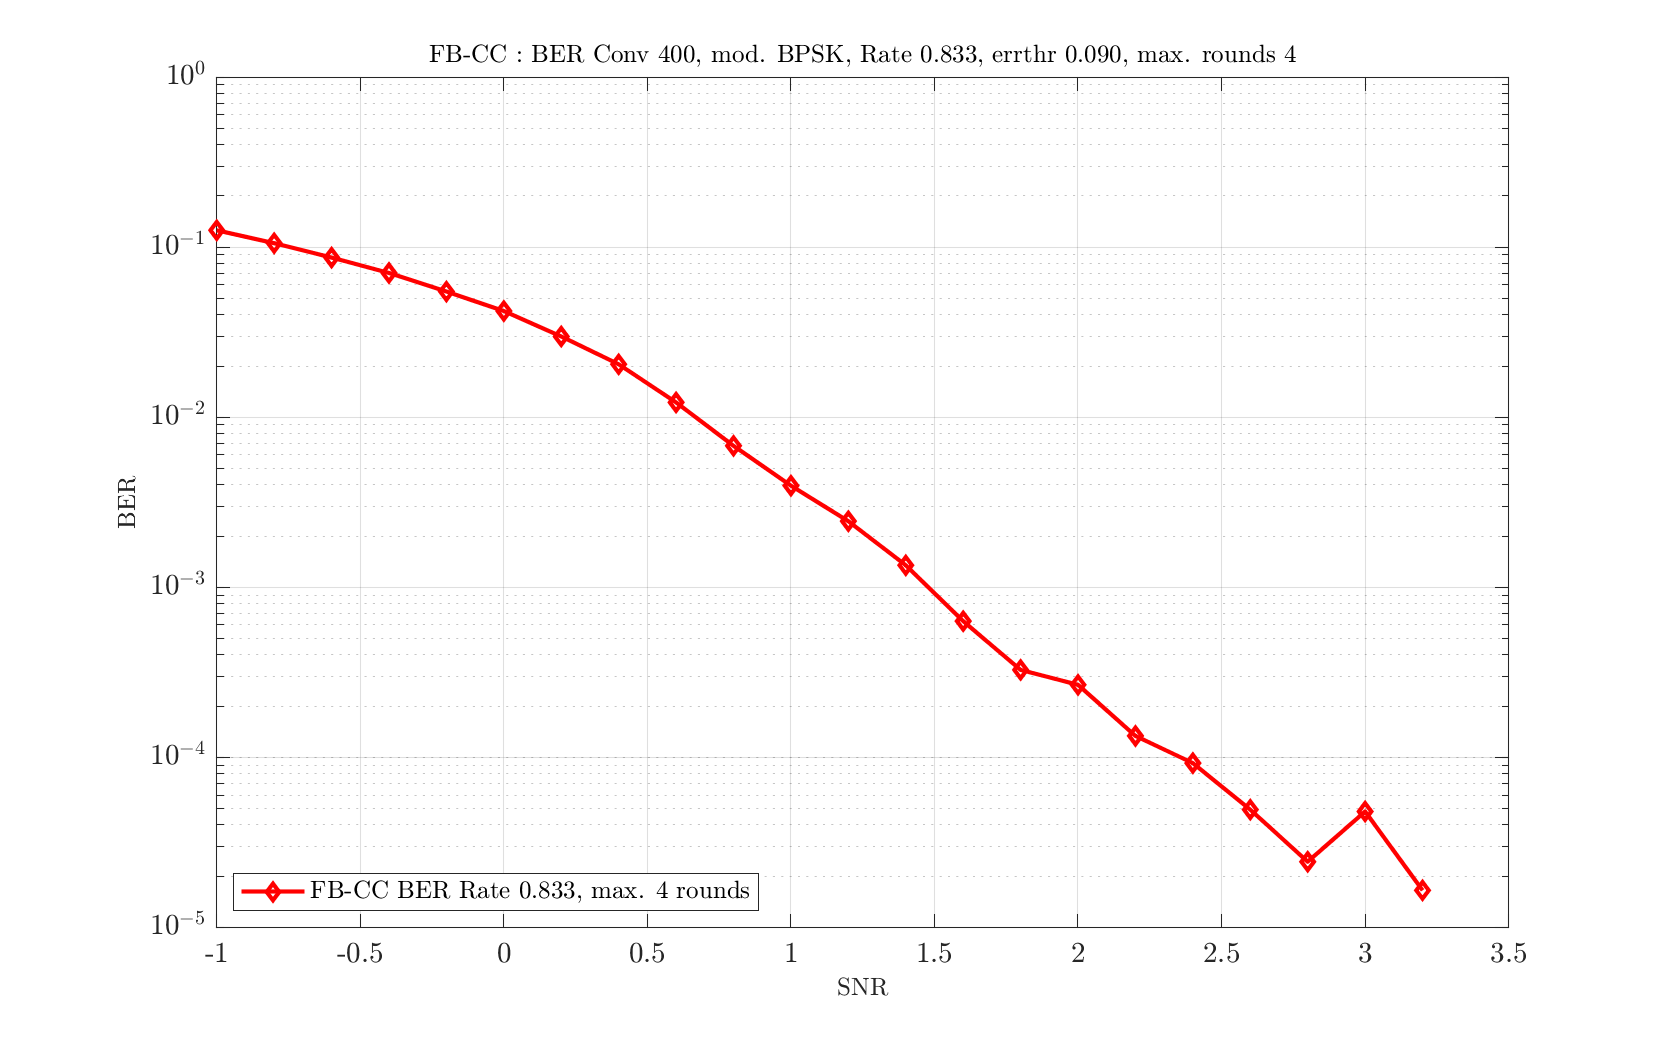 FB-CC : BER Conv 400, mod. BPSK, Rate 0.833, errthr 0.090, max. rounds 4
10^0
10^-1
10^-2
10^-3
10^-4
10^-5
BER
FB-CC BER Rate 0.833, max. 4 rounds
-1 -0.5 0 0.5 1 1.5 2 2.5 3 3.5
SNR